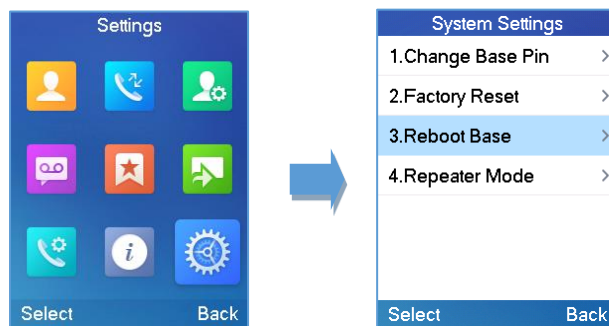 Settings
Select Back
System Settings
1.Change Base Pin
2.Factory Reset
3.Reboot Base
4.Repeater Mode
Select Back